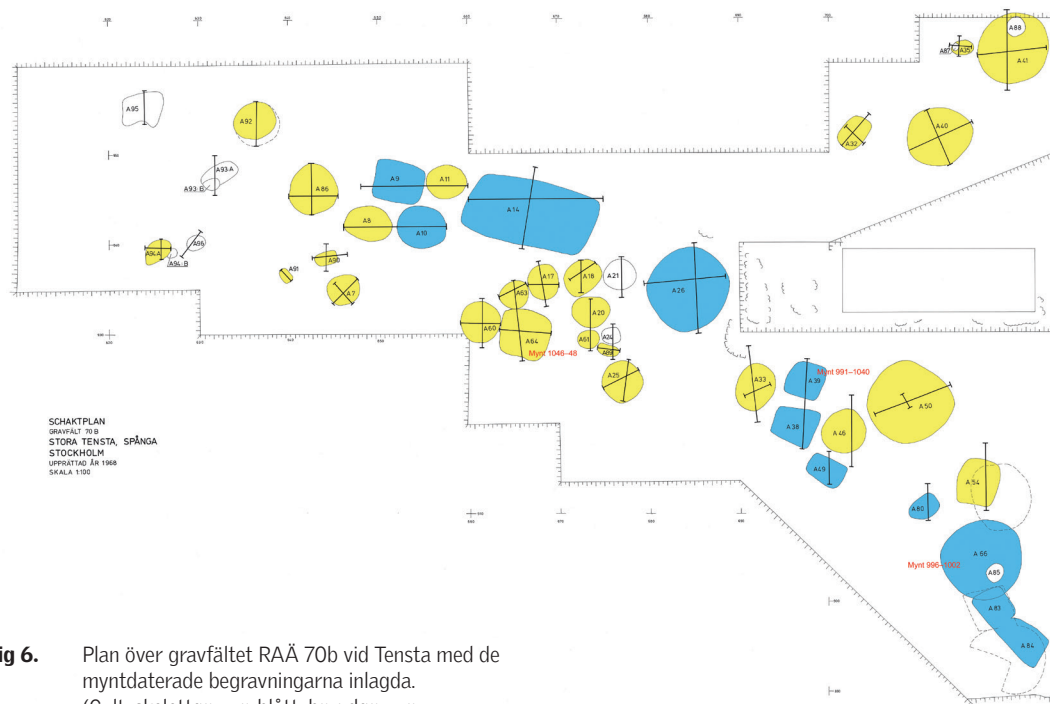 A88
A87
A35
A41
A95
A92
A40
A32
A93-A
A93-B
A9
A11
A86
A14
A8
A10
A96
A94A
A94-B
A90
A91
A7
A17
A18
A21
A26
A63
A20
A60
A64
A61
A24
A89
Mynt 1046–48
A25
A33
A39
Mynt 991–1040
A50
A38
A46
A49
SCHAKTPLAN
GRAVFÄLT 70 B
STORA TENSTA, SPÅNGA
STOCKHOLM
UPPRÄTTAD ÅR 1968
SKALA 1:100
A54
A80
A66
Mynt 996–1002
A85
A83
A84
ig 6. Plan över gravfältet RAÄ 70b vid Tensta med de
myntdaterade begravningarna inlagda.